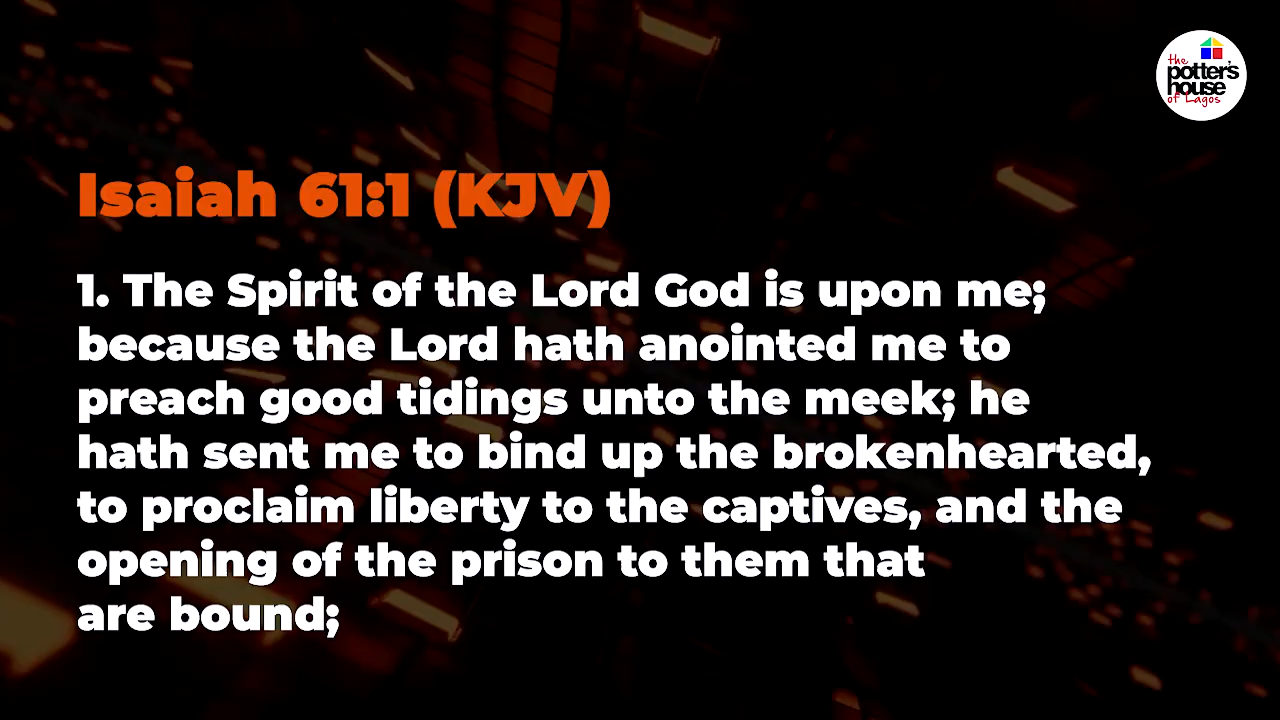 the
potter's
house
of Lagos
Isaiah 61:1 (KJV)
1. The Spirit of the Lord God is upon me;
because the Lord hath anointed me to
preach good tidings unto the meek; he
hath sent me to bind up the brokenhearted,
to proclaim liberty to the captives, and the
opening of the prison to them that
are bound;